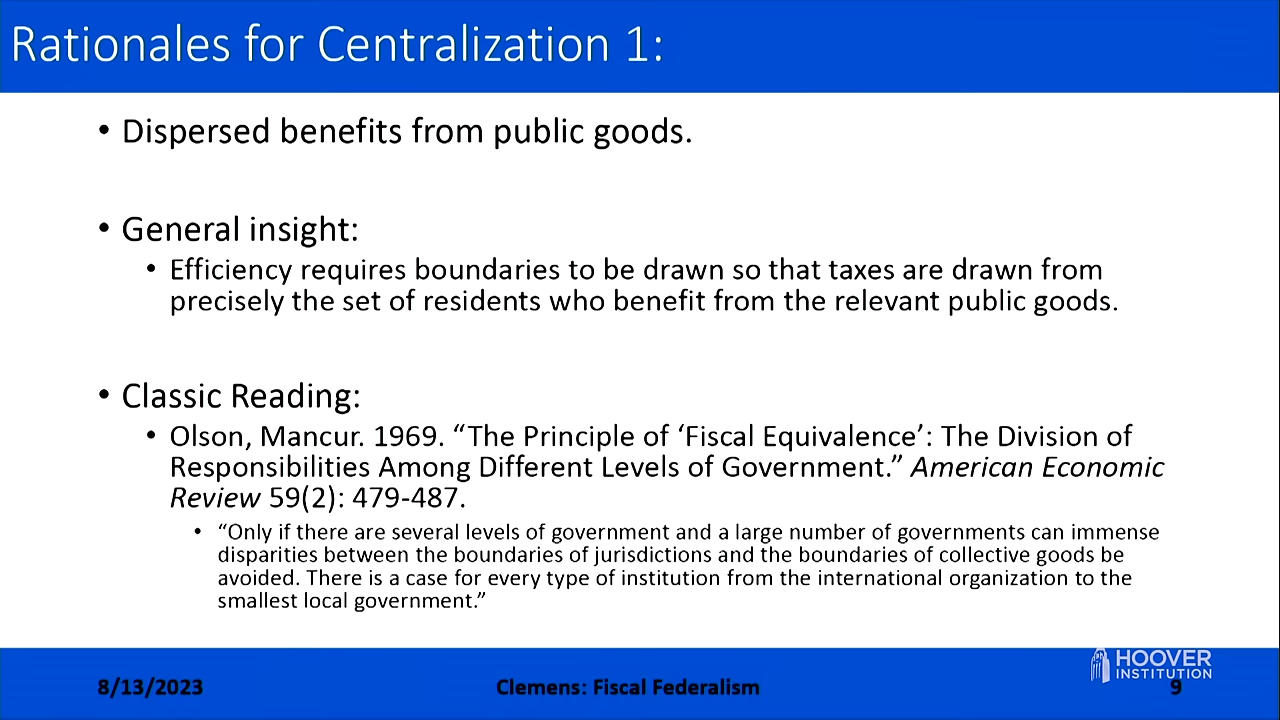 Rationales for Centralization 1:
• Dispersed benefits from public goods.
• General insight:
• Efficiency requires boundaries to be drawn so that taxes are drawn from
precisely the set of residents who benefit from the relevant public goods.
• Classic Reading:
• Olson, Mancur. 1969. “The Principle of ‘Fiscal Equivalence’: The Division of
Responsibilities Among Different Levels of Government.” American Economic
Review 59(2): 479-487.
• “Only if there are several levels of government and a large number of governments can immense
disparities between the boundaries of jurisdictions and the boundaries of collective goods be
avoided. There is a case for every type of institution from the international organization to the
smallest local government.”
HOOVER
INSTITUTION
8/13/2023
Clemens: Fiscal Federalism
9